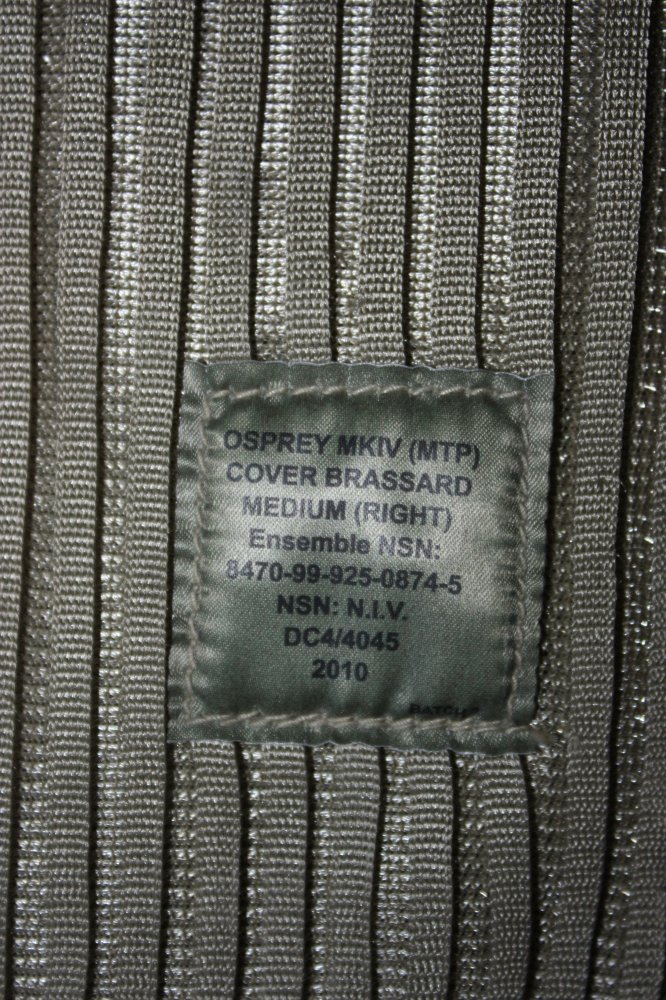 OSPREY MKIV (MTP)
COVER BRASSARD
MEDIUM (RIGHT)
Ensemble NSN:
8470-99-925-0874-5
NSN: N.I.V.
DC4/4045
2010